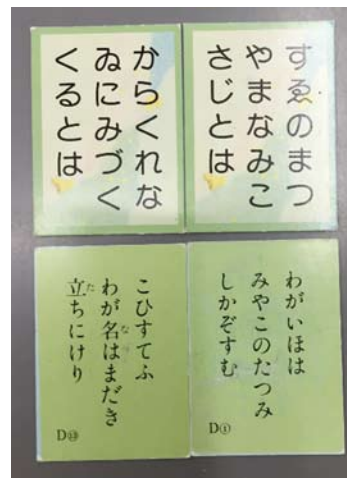 すゑのまつ
やまなみこ
さじとは
からくれな
ゐにみづく
くるとは
わがいほは
みやこのたつみ
しかぞすむ
D①
こひすてふ
わが名はまだき
立ちにけり
D⑬